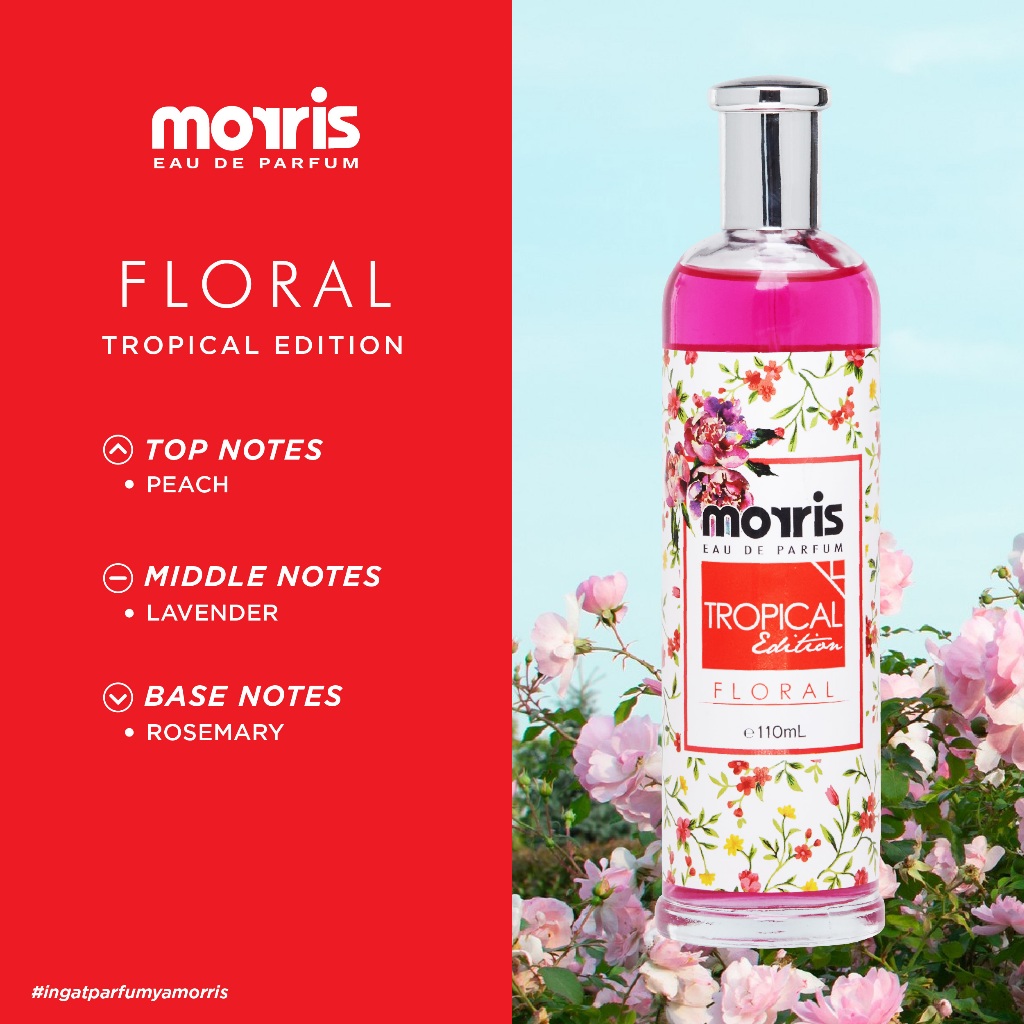 morris
EAU DE PARFUM
FLORAL
TROPICAL EDITION
TOP NOTES
• PEACH
MIDDLE NOTES
• LAVENDER
BASE NOTES
• ROSEMARY
#ingatparfumyamorris
morris
EAU DE PARFUM
TROPICAL
Edition
FLORAL
℮110mL